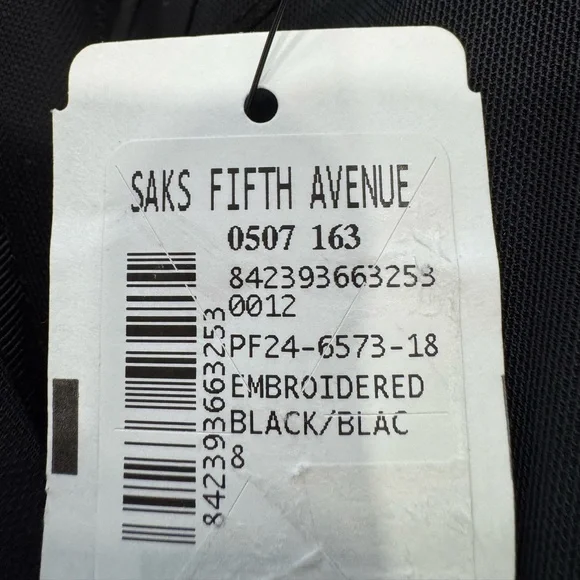 SAKS FIFTH AVENUE
0507 163
842393663253
0012
PF24-6573-18
EMBROIDERED
BLACK/BLAC
8
842393663253